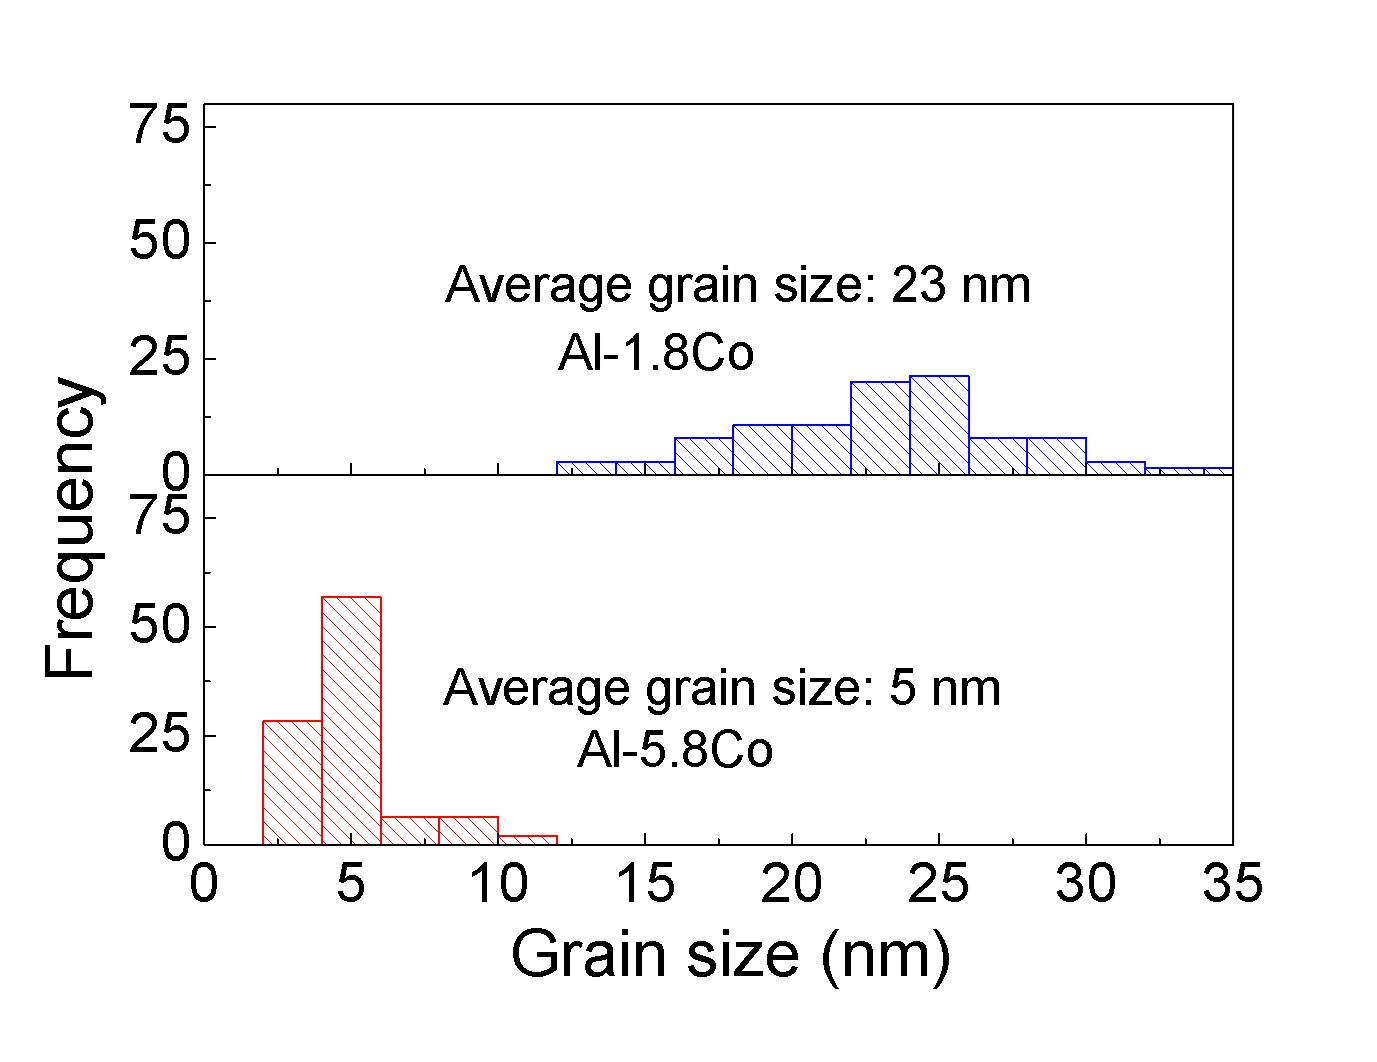 75
50
Average grain size: 23 nm
Al-1.8Co
25
0
Frequency
75
50
Average grain size: 5 nm
Al-5.8Co
25
0
0 5 10 15 20 25 30 35
Grain size (nm)